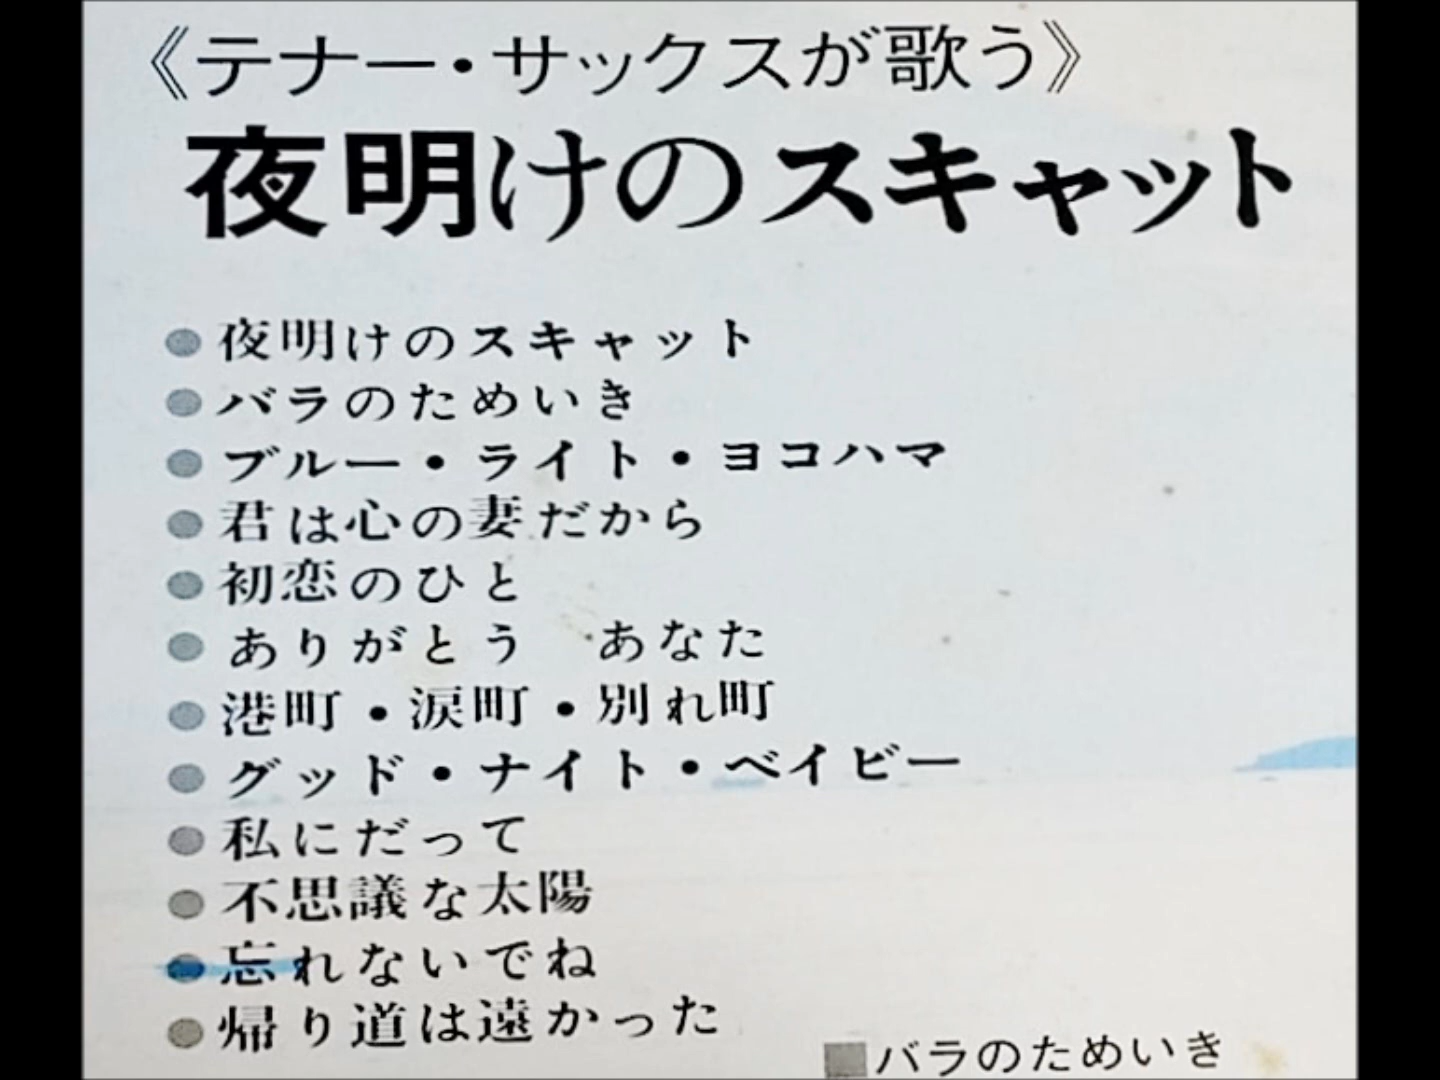 《テナー・サックスが歌う》
夜明けのスキャット
●夜明けのスキャット
●バラのためいき
●ブルー・ライト・ヨコハマ
●君は心の妻だから
●初恋のひと
●ありがとう あなた
●港町・涙町・別れ町
●グッド・ナイト・ベイビー
●私にだって
●不思議な太陽
●忘れないでね
●帰り道は遠かった
■バラのためいき